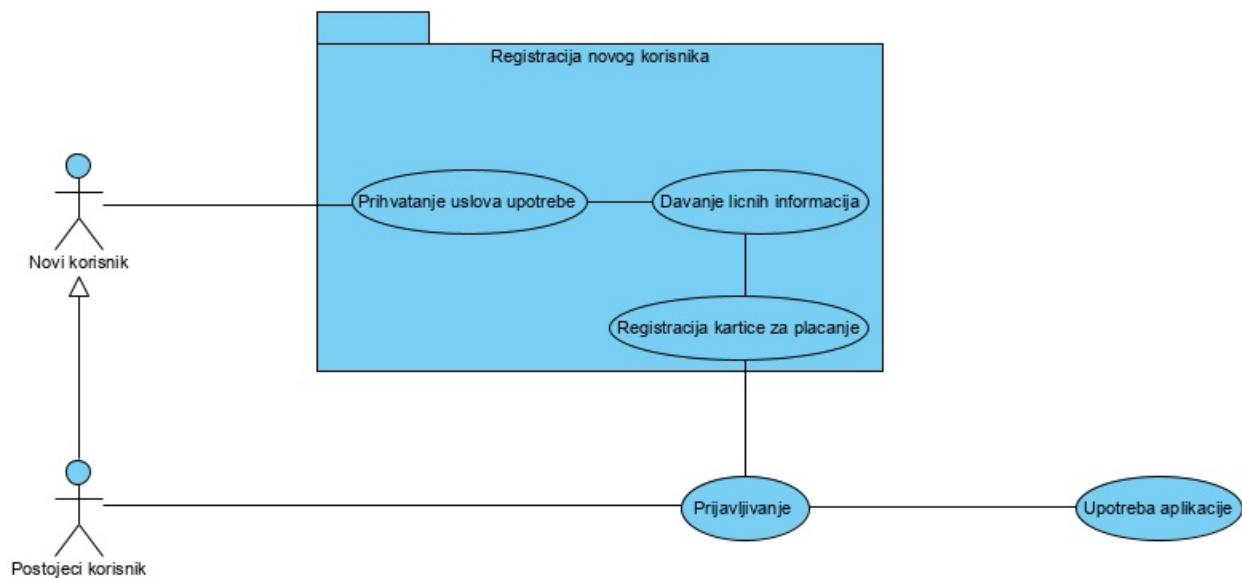 Registracija novog korisnika
Prihvatanje uslova upotrebe
Davanje licnih informacija
Novi korisnik
Registracija kartice za placanje
Prijavljivanje
Upotreba aplikacije
Postojeci korisnik